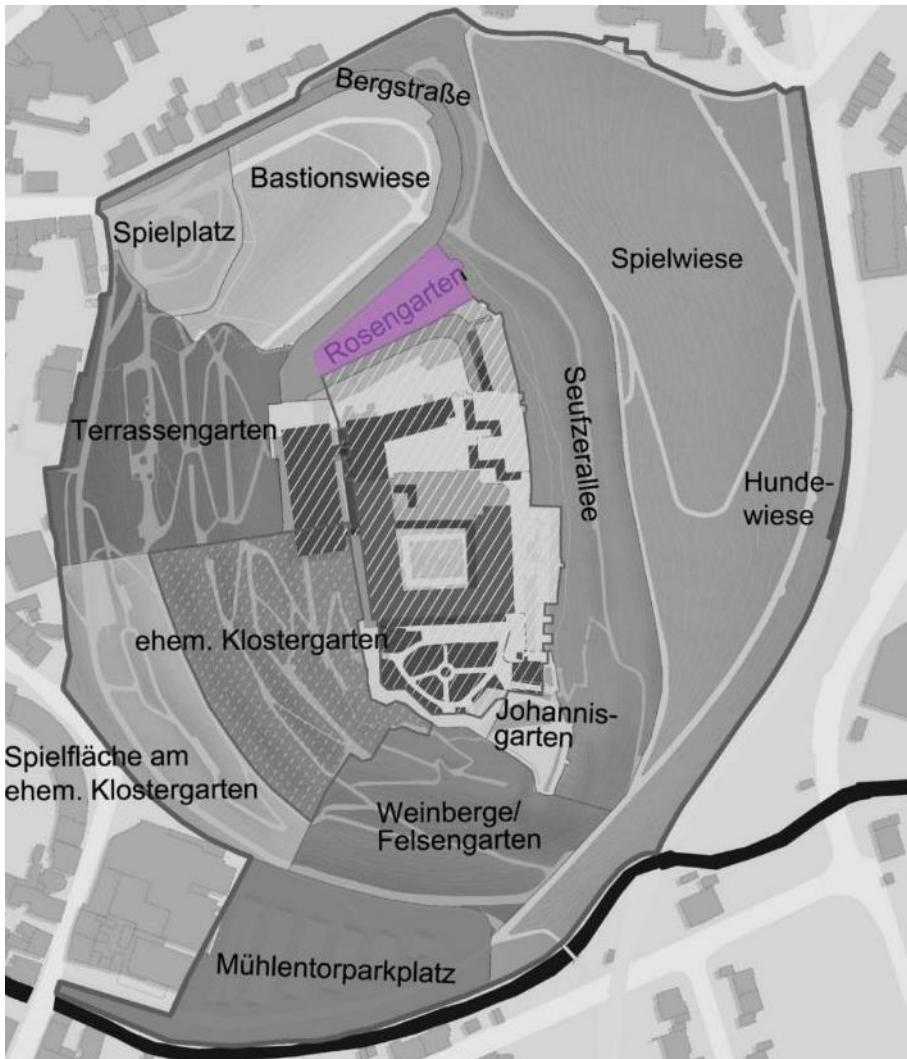 Bergstraße
Bastionswiese
Spielplatz
Spielwiese
Rosengarten
Seufzerallee
Terrassengarten
Hunde-
wiese
ehem. Klostergarten
Johannis-
garten
Spielfläche am
ehem. Klostergarten
Weinberge/
Felsengarten
Mühlentorparkplatz